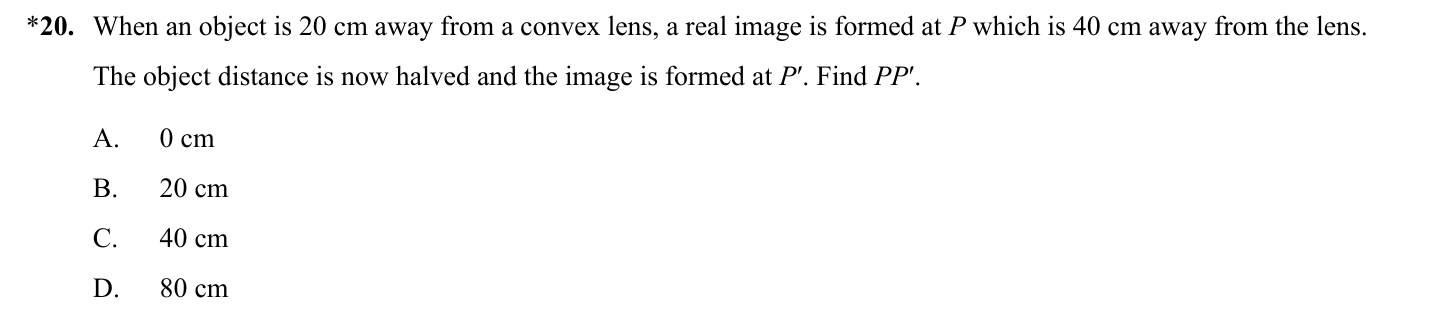 *20. When an object is 20 cm away from a convex lens, a real image is formed at P which is 40 cm away from the lens.
The object distance is now halved and the image is formed at P'. Find PP'.
A. 0 cm
B. 20 cm
C. 40 cm
D. 80 cm